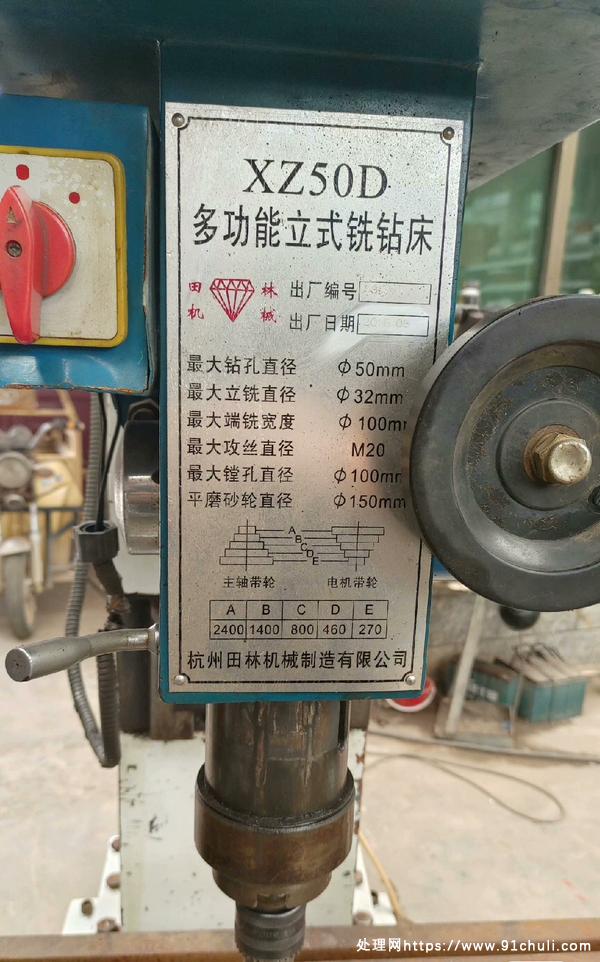 XZ50D
多功能立式铣钻床
田林
机械
出厂编号
出厂日期
最大钻孔直径 Φ50mm
最大立铣直径 Φ32mm
最大端铣宽度 Φ100mm
最大攻丝直径 M20
最大镗孔直径 Φ100mm
平磨砂轮直径 Φ150mm
A
B
C
D
E
主轴带轮 电机带轮
A B C D E
2400 1400 800 460 270
杭州田林机械制造有限公司
处理网https://www.91chuli.com